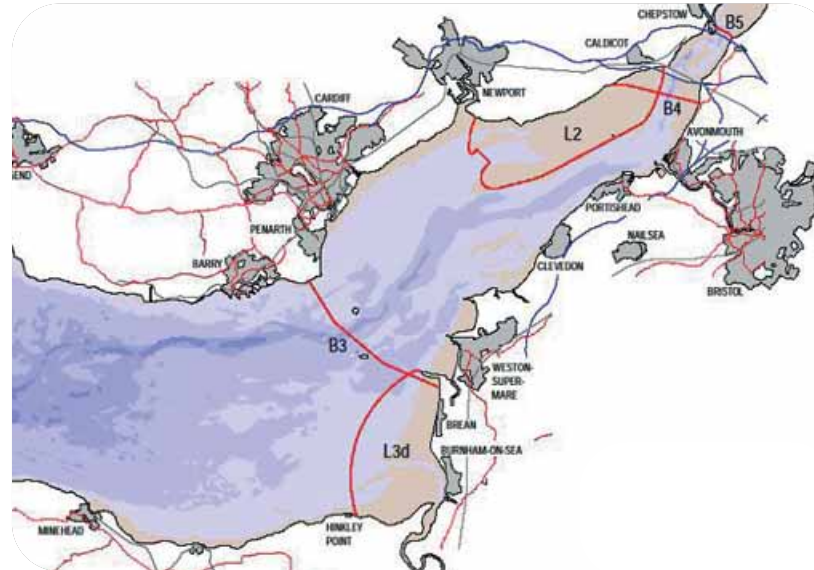 CHEPSTOW
B5
CALDICOT
NEWPORT
CARDIFF
B4
L2
AVONMOUTH
END
PORTISHEAD
PENARTH
NAILSEA
BARRY
CLEVEDON
BRISTOL
B3
WESTON-
SUPER-
MARE
BREAN
L3d
BURNHAM-ON-SEA
MINEHEAD
HINKLEY
POINT